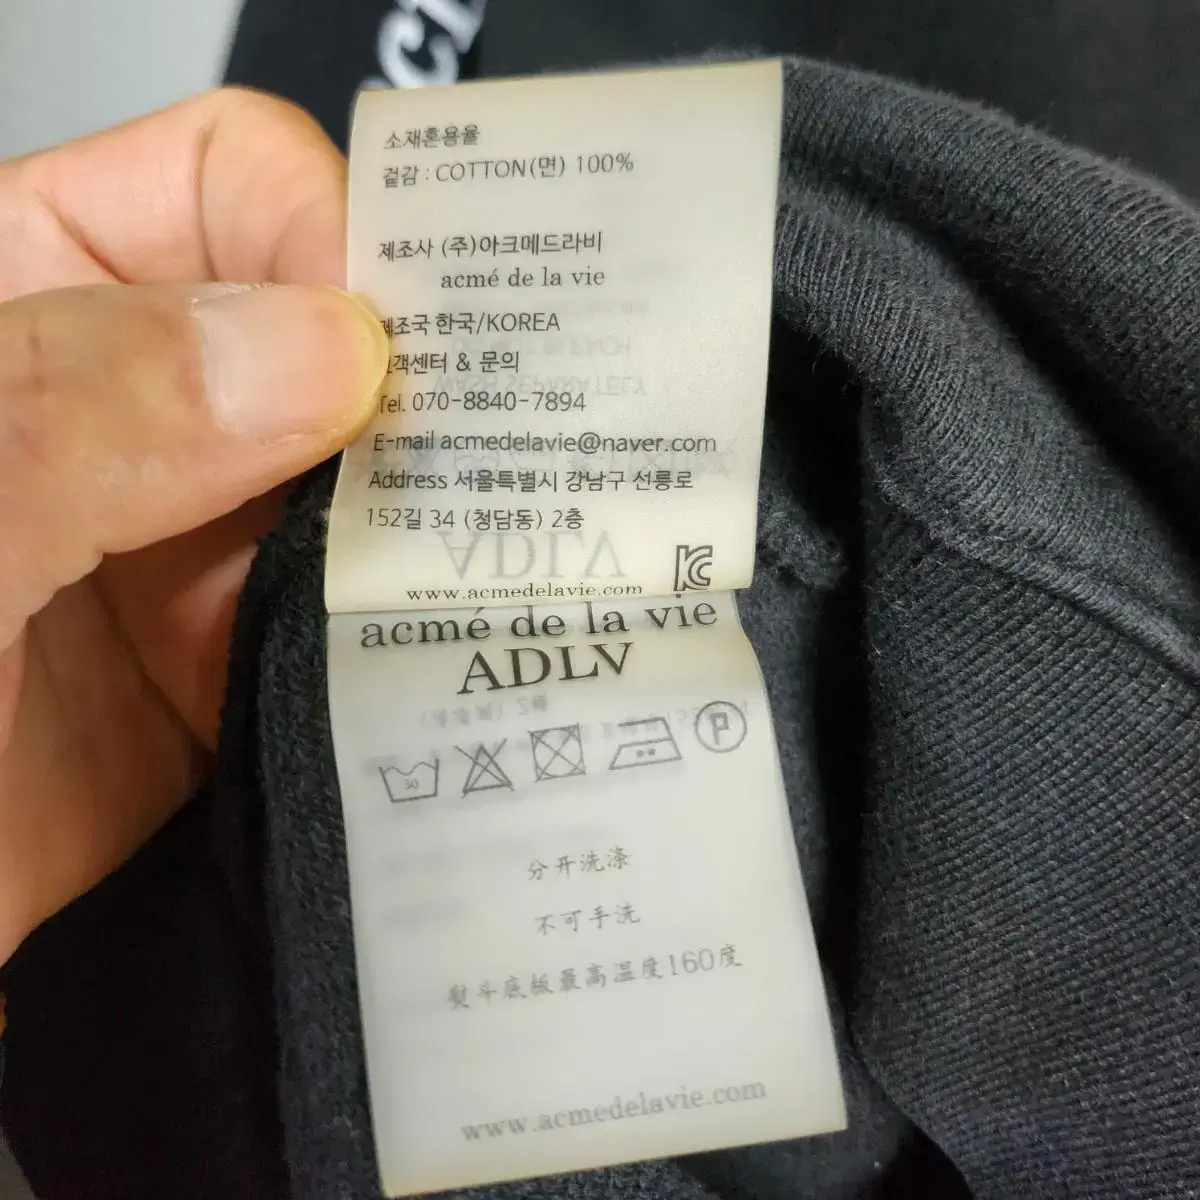 소재혼용율
겉감 : COTTON(면) 100%
제조사 (주)아크메드라비
acmé de la vie
제조국 한국/KOREA
고객센터 & 문의
Tel. 070-8840-7894
E-mail acmedelavie@naver.com
Address 서울특별시 강남구 선릉로
152길 34 (청담동) 2층
www.acmedelavie.com
acmé de la vie
ADLV
30
P
分开洗涤
不可手洗
熨斗底板最高温度160度
www.acmedelavie.com